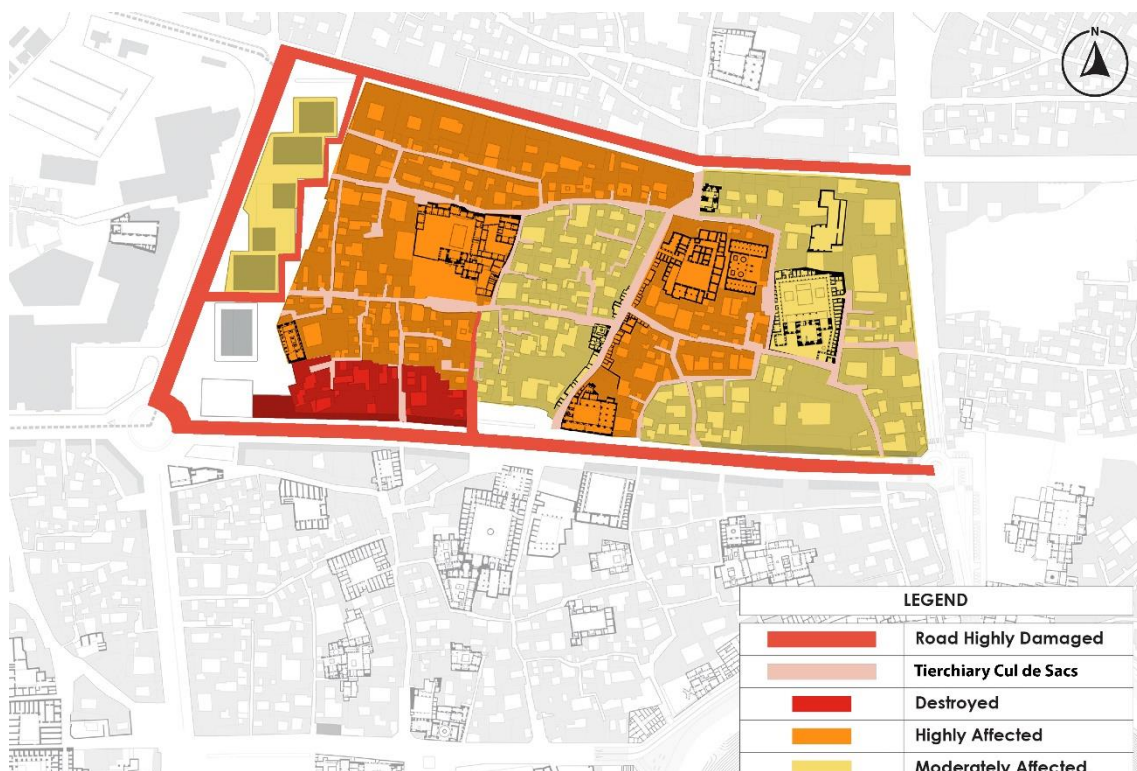 N
LEGEND
Road Highly Damaged
Tierchiary Cul de Sacs
Destroyed
Highly Affected
Moderately Affected